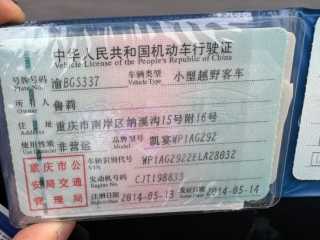 中华人民共和国机动车行驶证
Vehicle License of the People's Republic of China
号牌号码 渝BGS337 车辆类型 小型越野客车
Plate No. Vehicle Type
所有人 鲁莉
Owner
住址 重庆市南岸区纳溪沟15号附16号
Address
使用性质 非营运 品牌型号 凯宴WP1AG292
Use Character Model
重庆市公 车辆识别代号 WP1AG2922ELA28032
安局交通 VIN
管理局 发动机号码 CJT198833
Engine No.
注册日期 2014-05-13 发证日期 2014-05-14
Register Date Issue Date